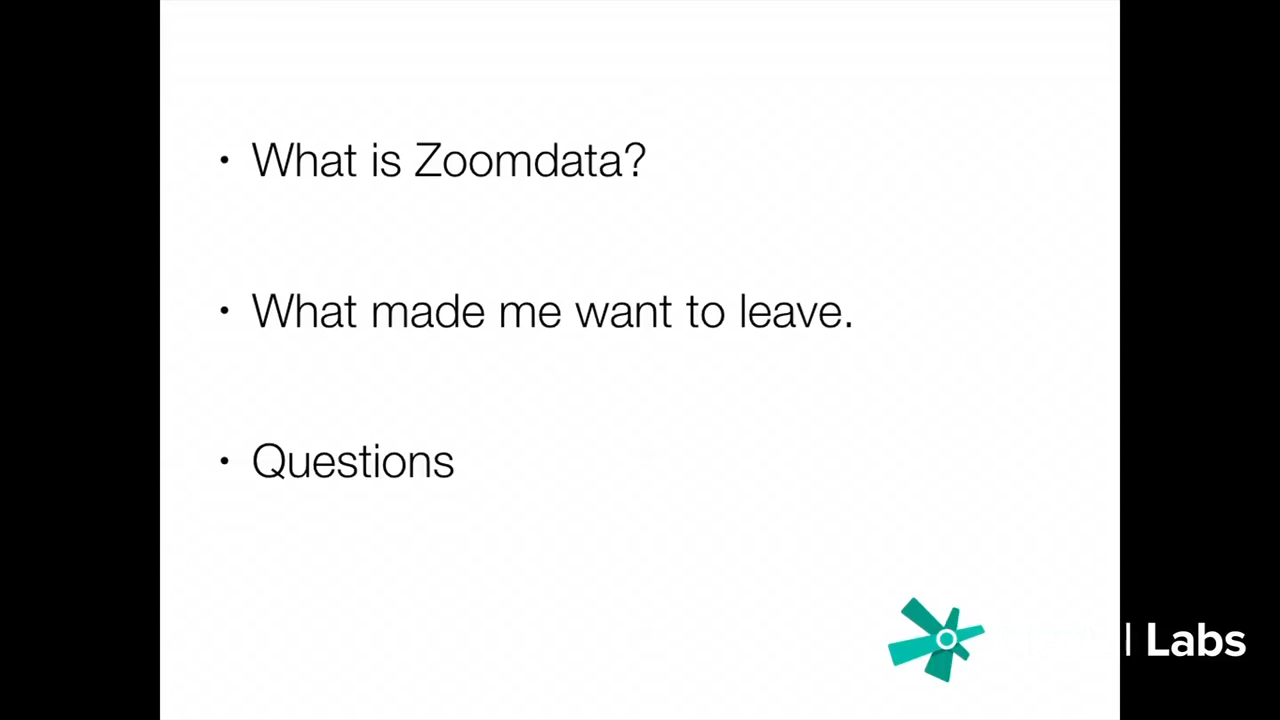 • What is Zoomdata?
• What made me want to leave.
• Questions
Labs